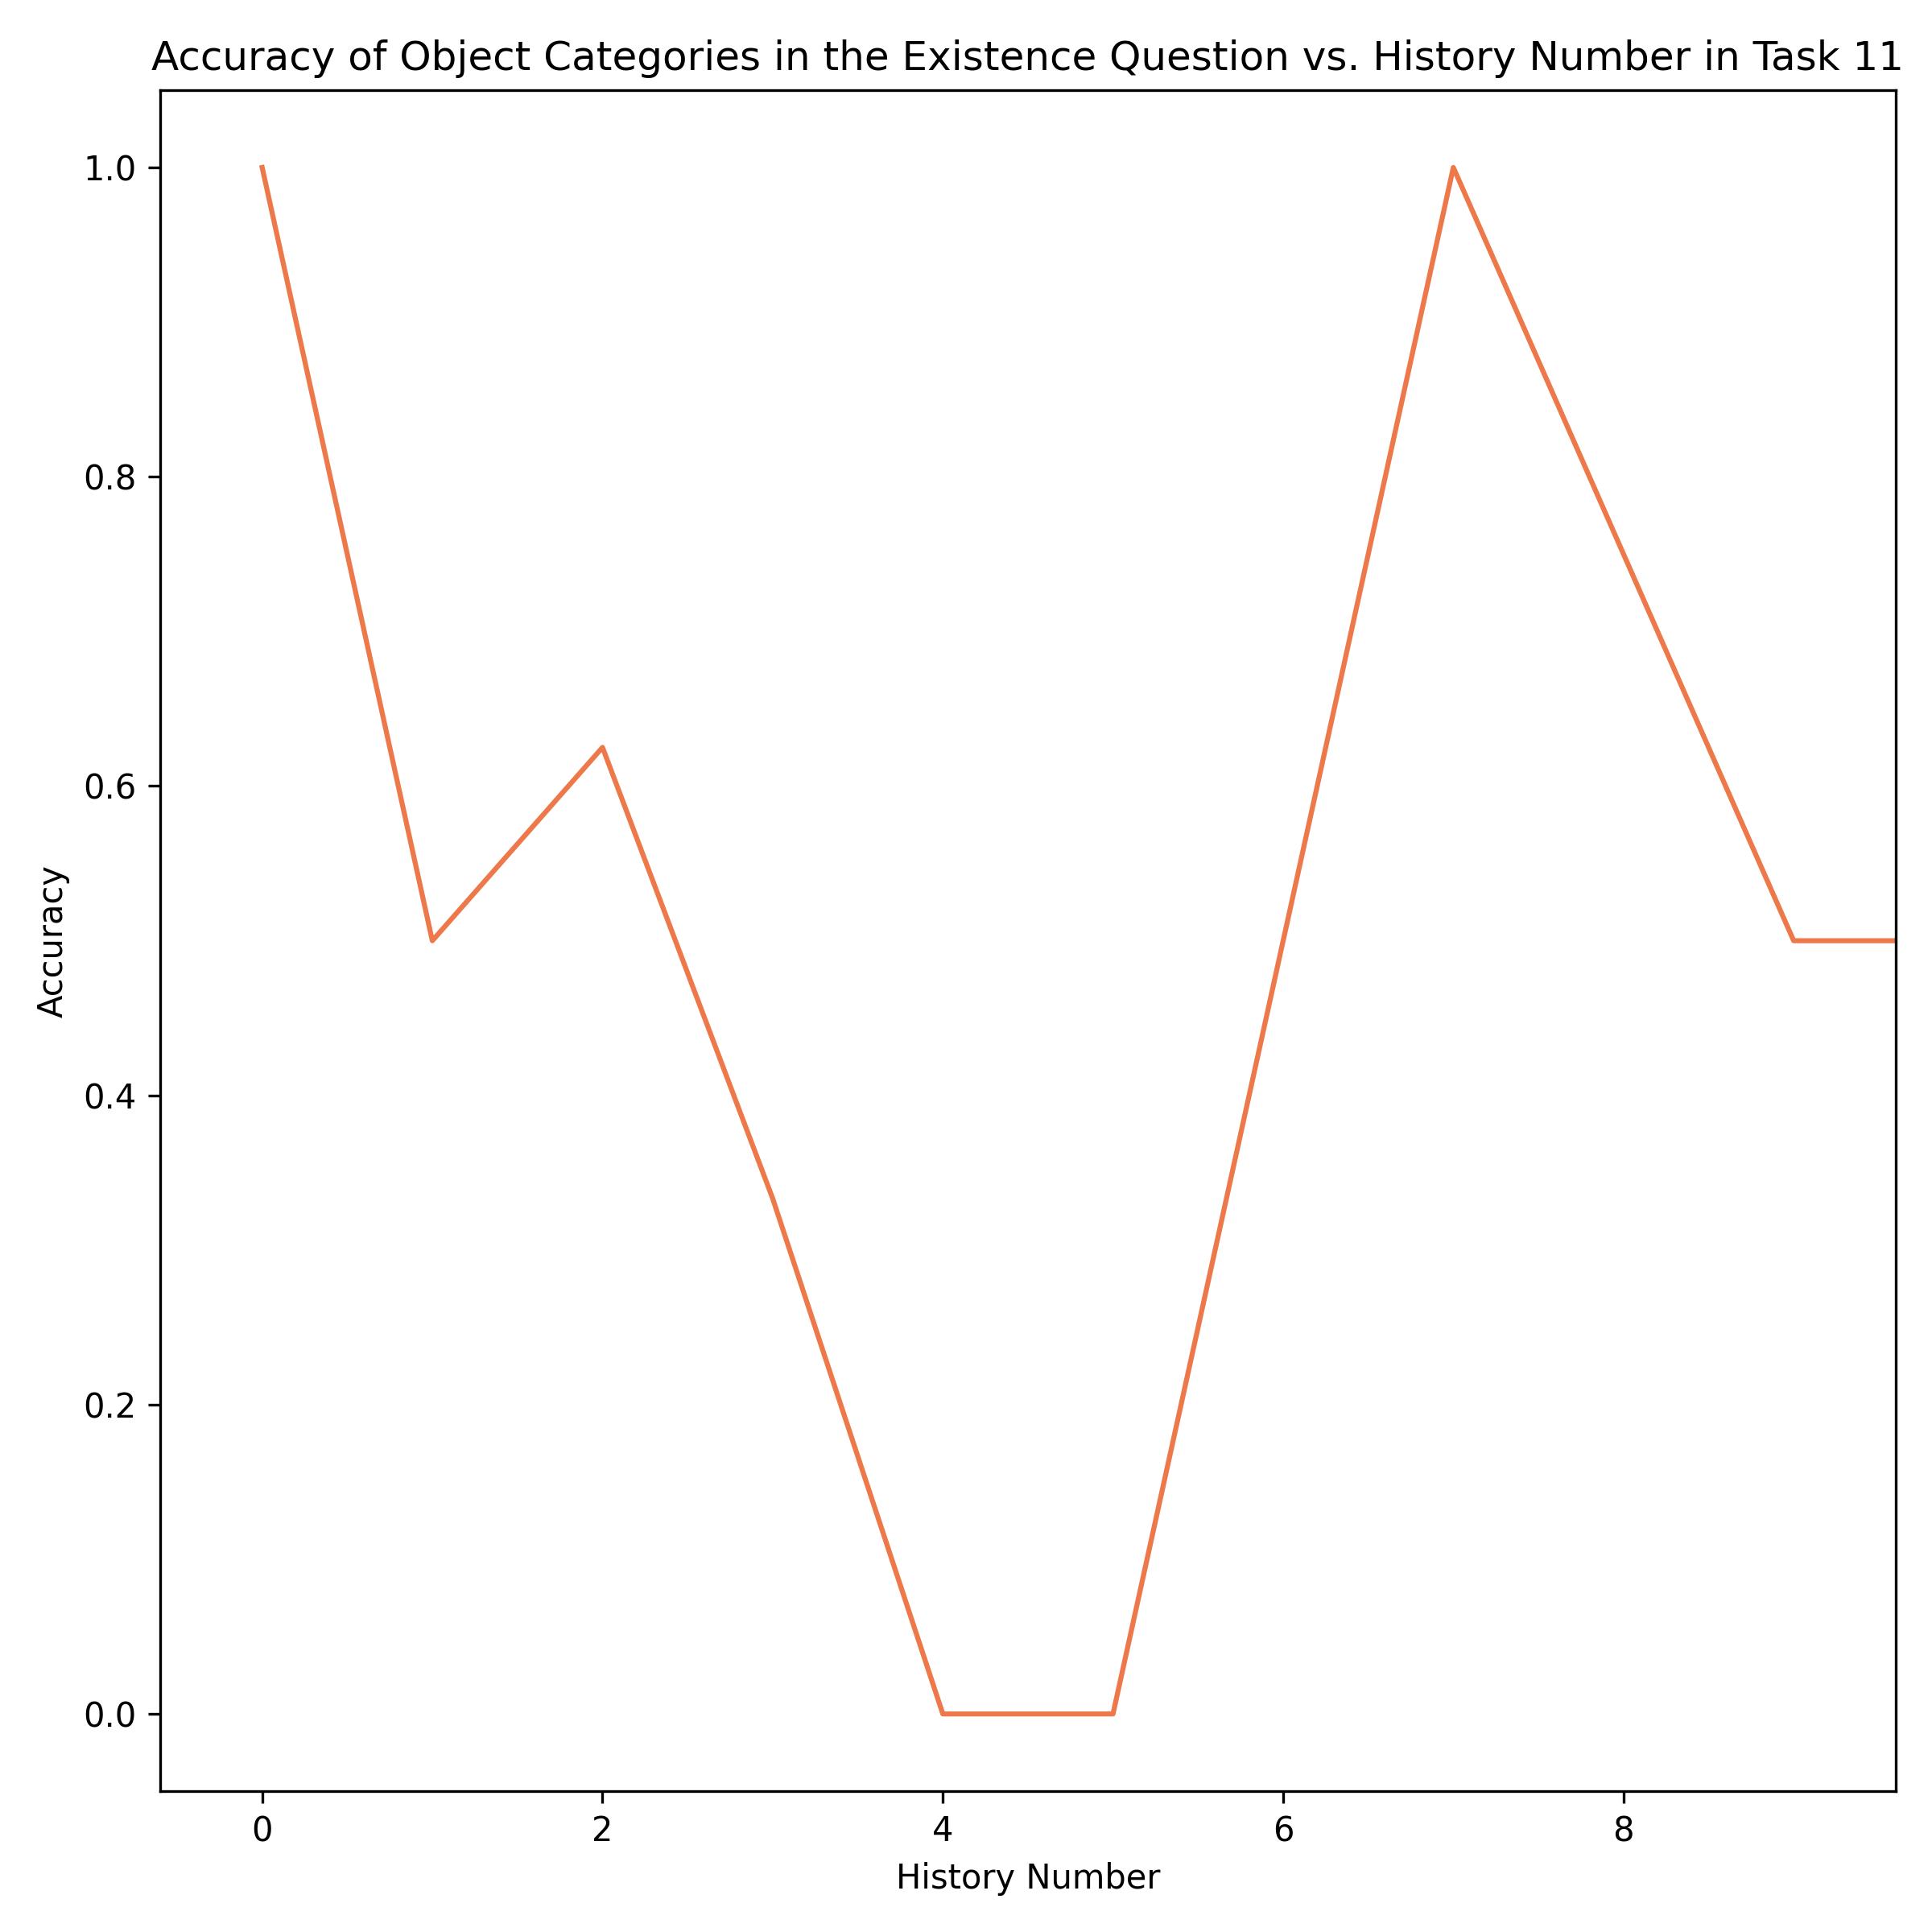 Accuracy of Object Categories in the Existence Question vs. History Number in Task 11
1.0
0.8
0.6
0.4
0.2
0.0
Accuracy
0 2 4 6 8
History Number